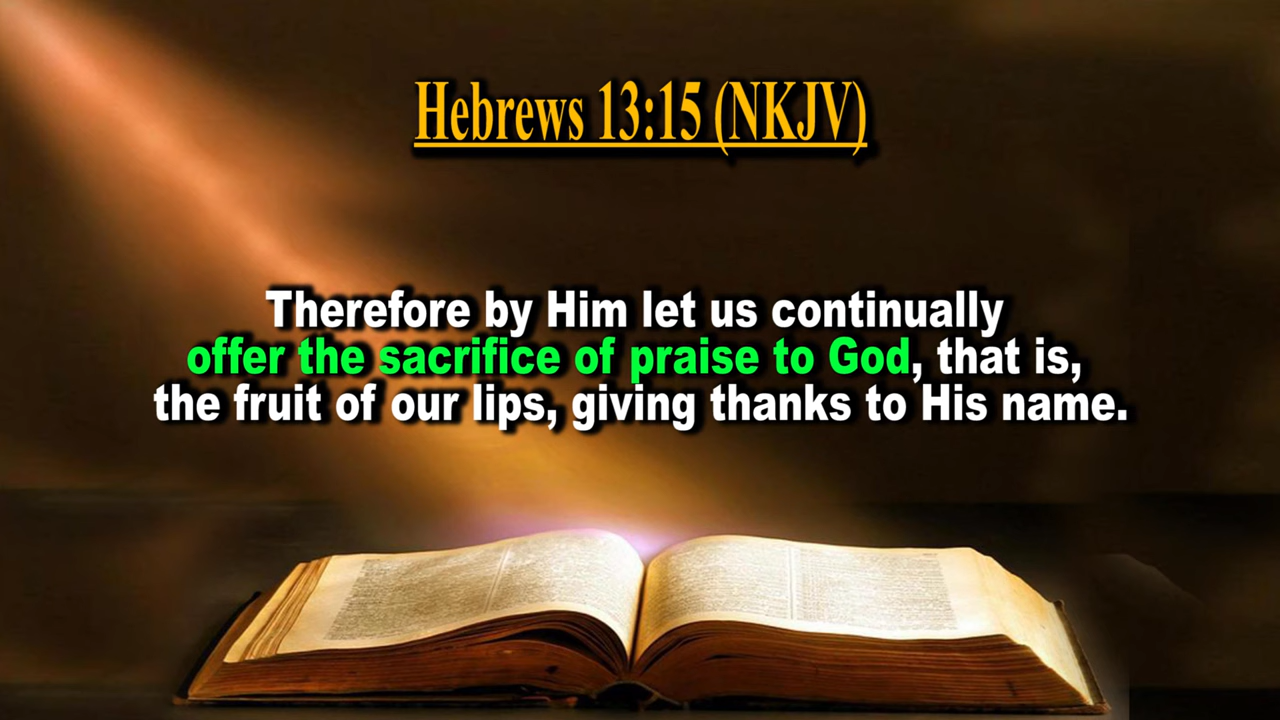 Hebrews 13:15 (NKJV)
Therefore by Him let us continually
offer the sacrifice of praise to God, that is,
the fruit of our lips, giving thanks to His name.